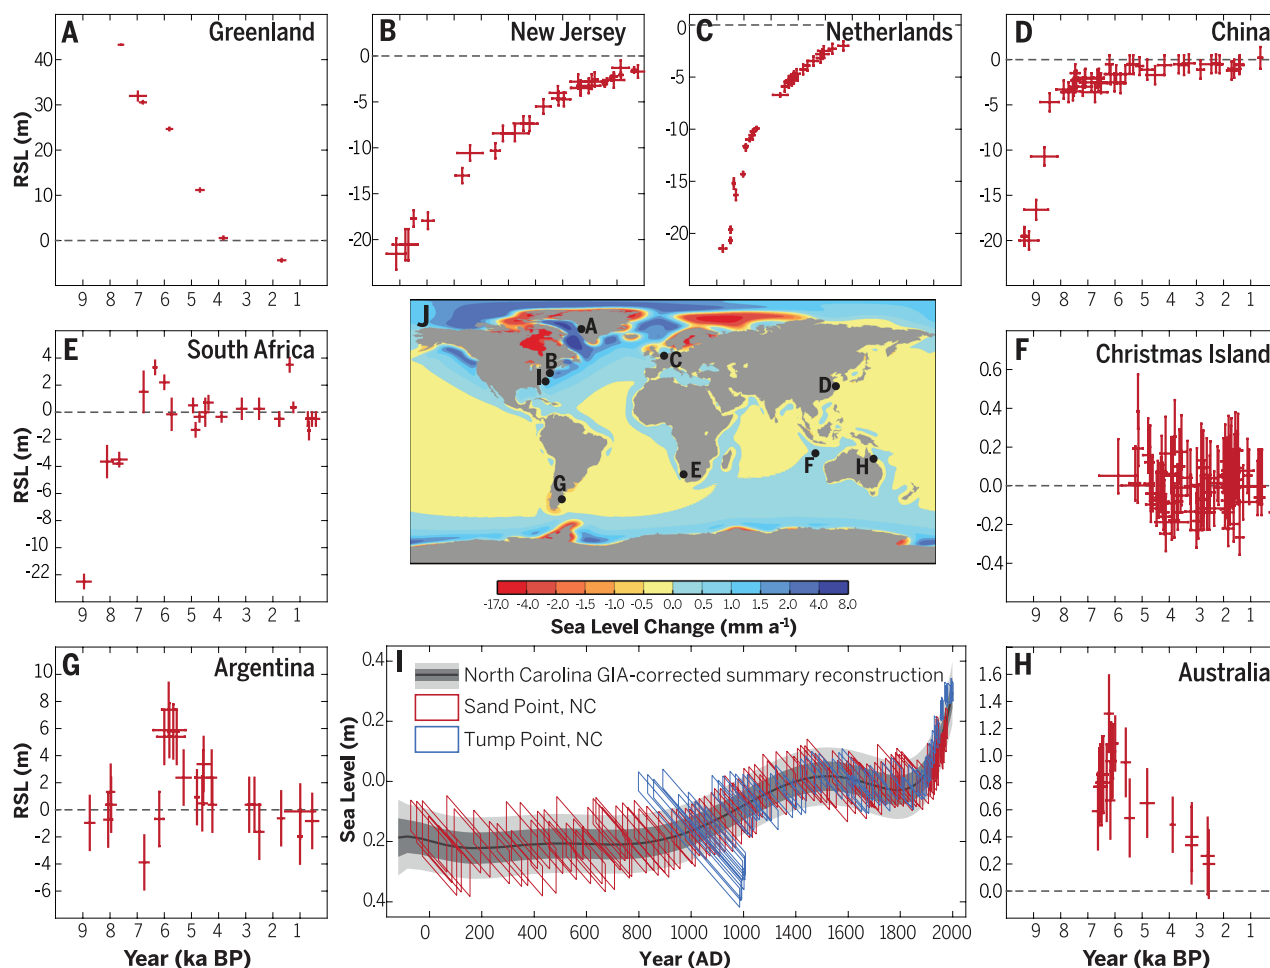 A Greenland
RSL (m)
40
30
20
10
0
9 8 7 6 5 4 3 2 1
B New Jersey
0
-5
-10
-15
-20
C Netherlands
0
-5
-10
-15
-21
D China
0
-5
-10
-15
-20
9 8 7 6 5 4 3 2 1
E South Africa
RSL (m)
4
2
0
-2
-4
-6
-8
-10
-12
-22
9 8 7 6 5 4 3 2 1
J
A
B
C
I
D
E
F
G
H
-17.0 -4.0 -2.0 -1.5 -1.0 -0.5 0.0 0.5 1.5 2.0 4.0 8.0
Sea Level Change (mm a⁻¹)
F Christmas Island
0.6
0.4
0.2
0.0
-0.2
-0.4
9 8 7 6 5 4 3 2 1
G Argentina
RSL (m)
10
8
6
4
2
0
-2
-4
-6
9 8 7 6 5 4 3 2 1
Year (ka BP)
I
North Carolina GIA-corrected summary reconstruction
Sand Point, NC
Tump Point, NC
Sea Level (m)
0.4
0.2
0.0
0.2
0.4
0 200 400 600 800 1000 1200 1400 1600 1800 2000
Year (AD)
H Australia
1.6
1.4
1.2
1.0
0.8
0.6
0.4
0.2
0.0
9 8 7 6 5 4 3 2 1
Year (ka BP)